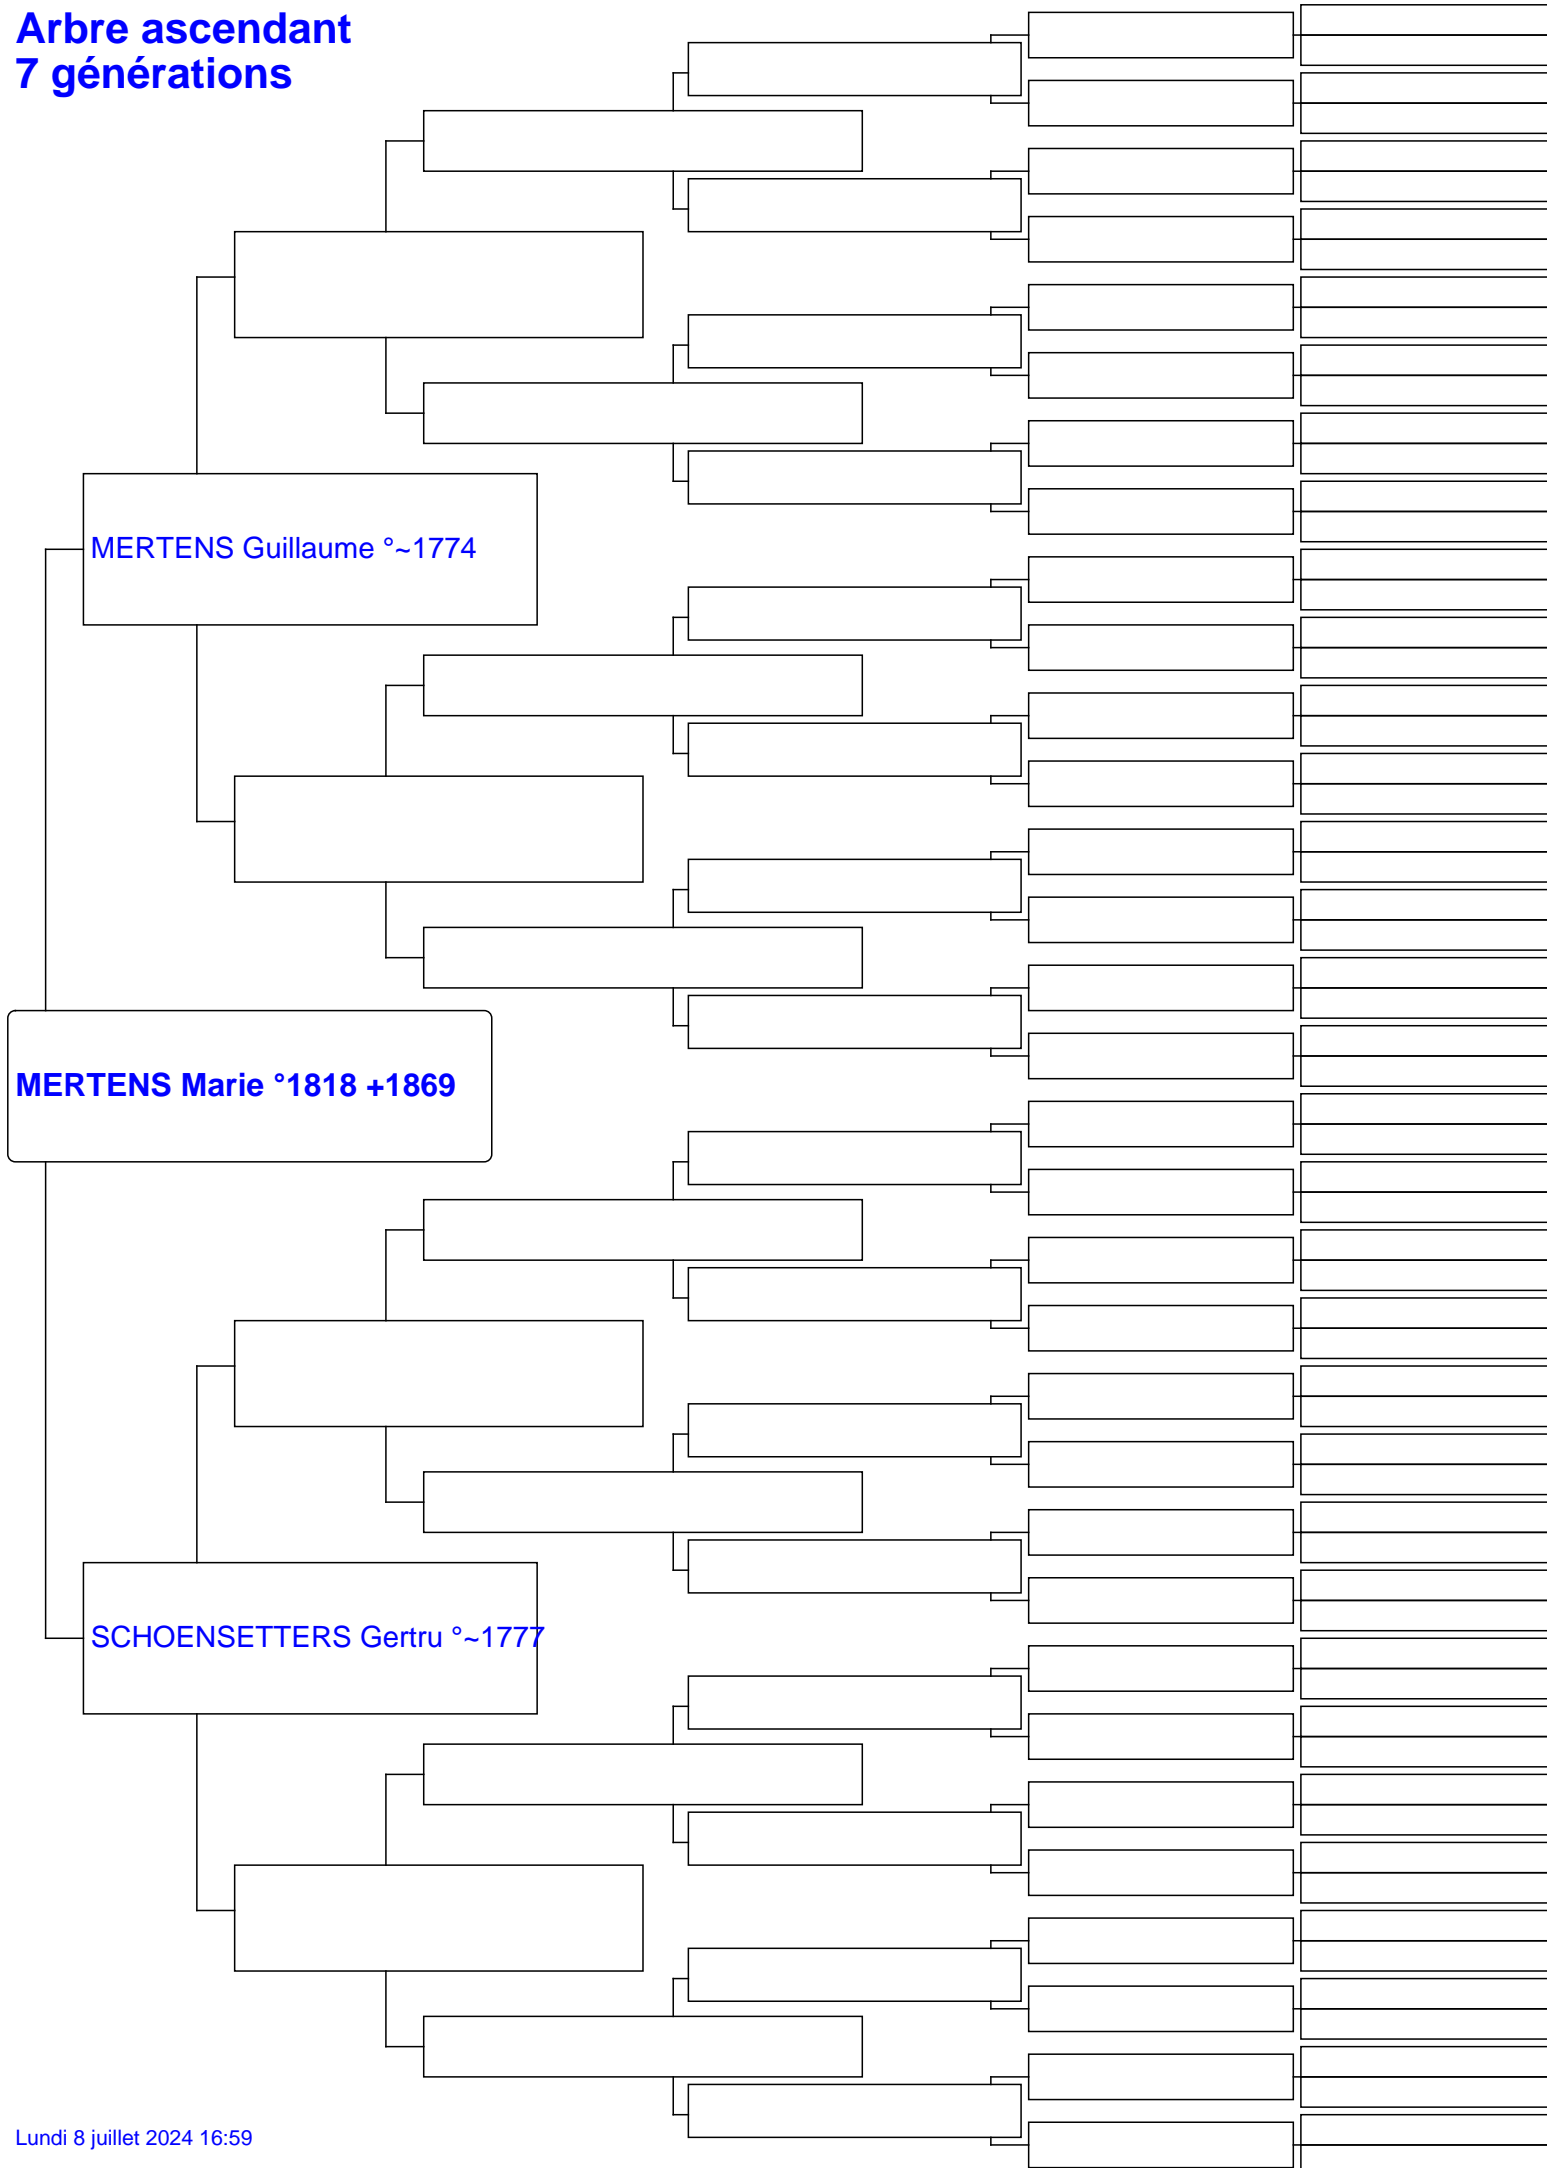 Arbre ascendant
7 générations
MERTENS Guillaume °~1774
MERTENS Marie °1818 +1869
SCHOENSETTERS Gertru °~1777
Lundi 8 juillet 2024 16:59